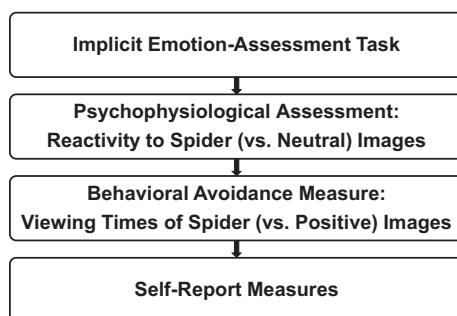 Implicit Emotion-Assessment Task
Psychophysiological Assessment:
Reactivity to Spider (vs. Neutral) Images
Behavioral Avoidance Measure:
Viewing Times of Spider (vs. Positive) Images
Self-Report Measures